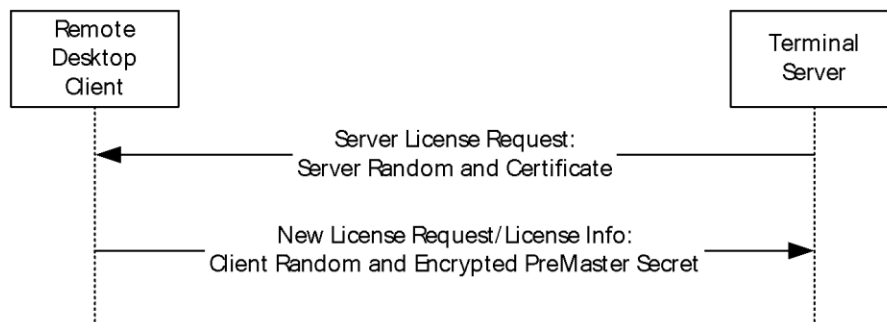 Remote
Desktop
Client
Terminal
Server
Server License Request:
Server Random and Certificate
New License Request/License Info:
Client Random and Encrypted PreMaster Secret